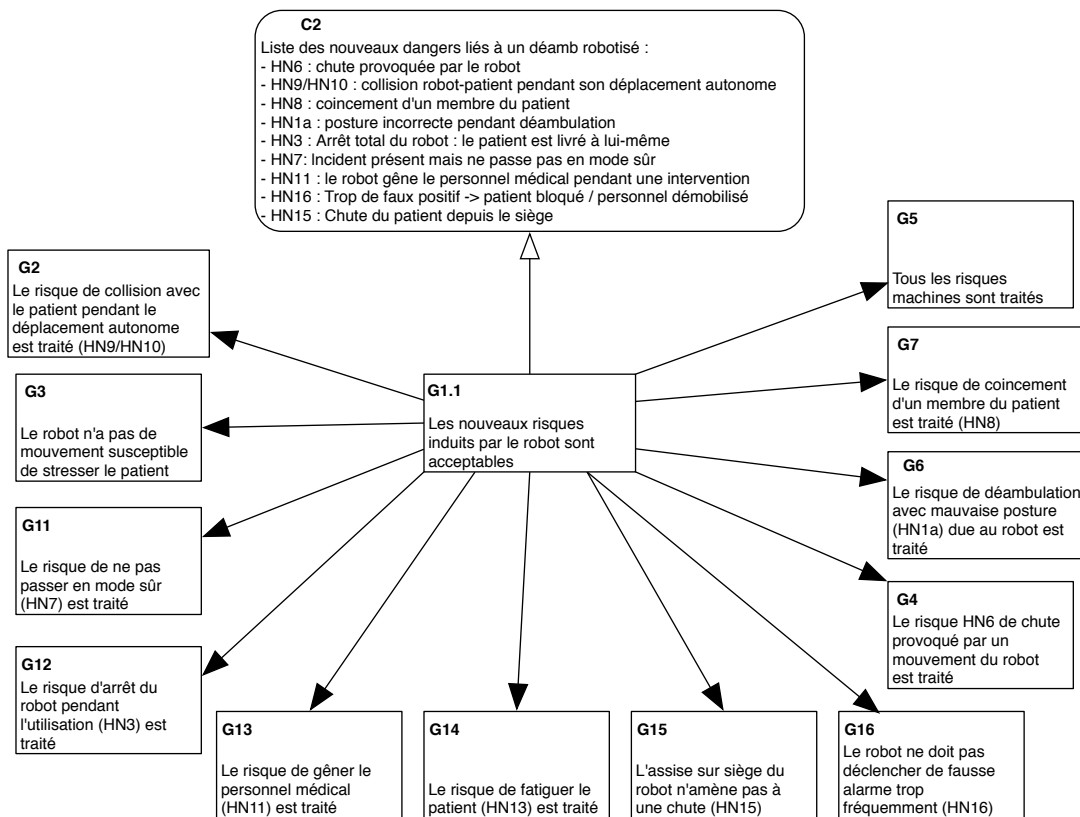 C2
Liste des nouveaux dangers liés à un déamb robotisé :
- HN6 : chute provoquée par le robot
- HN9/HN10 : collision robot-patient pendant son déplacement autonome
- HN8 : coincement d'un membre du patient
- HN1a : posture incorrecte pendant déambulation
- HN3 : Arrêt total du robot : le patient est livré à lui-même
- HN7: Incident présent mais ne passe pas en mode sûr
- HN11 : le robot gêne le personnel médical pendant une intervention
- HN16 : Trop de faux positif -> patient bloqué / personnel démobilisé
- HN15 : Chute du patient depuis le siège
G2
Le risque de collision avec
le patient pendant le
déplacement autonome
est traité (HN9/HN10)
G5
Tous les risques
machines sont traités
G3
Le robot n'a pas de
mouvement susceptible
de stresser le patient
G1.1
Les nouveaux risques
induits par le robot sont
acceptables
G7
Le risque de coincement
d'un membre du patient
est traité (HN8)
G11
Le risque de ne pas
passer en mode sûr
(HN7) est traité
G6
Le risque de déambulation
avec mauvaise posture
(HN1a) due au robot est
traité
G12
Le risque d'arrêt du
robot pendant
l'utilisation (HN3) est
traité
G4
Le risque HN6 de chute
provoqué par un
mouvement du robot
est traité
G13
Le risque de gêner le
personnel médical
(HN11) est traité
G14
Le risque de fatiguer le
patient (HN13) est traité
G15
L'assise sur siège du
robot n'amène pas à
une chute (HN15)
G16
Le robot ne doit pas
déclencher de fausse
alarme trop
fréquemment (HN16)